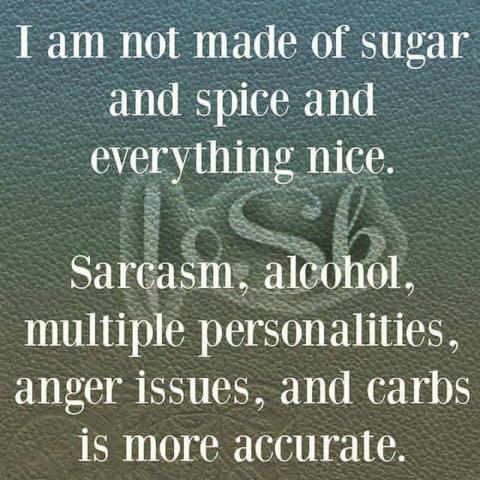 I am not made of sugar
and spice and
everything nice.
Sarcasm, alcohol,
multiple personalities,
anger issues, and carbs
is more accurate.